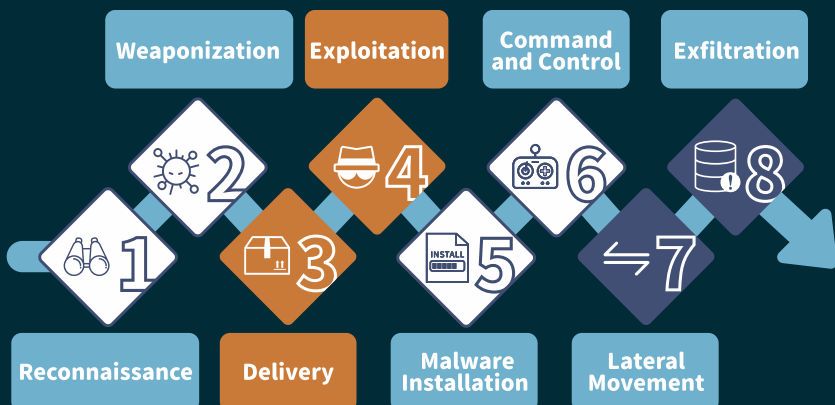 Weaponization
Exploitation
Command
and Control
Exfiltration
2
4
6
8
1
3
INSTALL
5
7
Reconnaissance
Delivery
Malware
Installation
Lateral
Movement